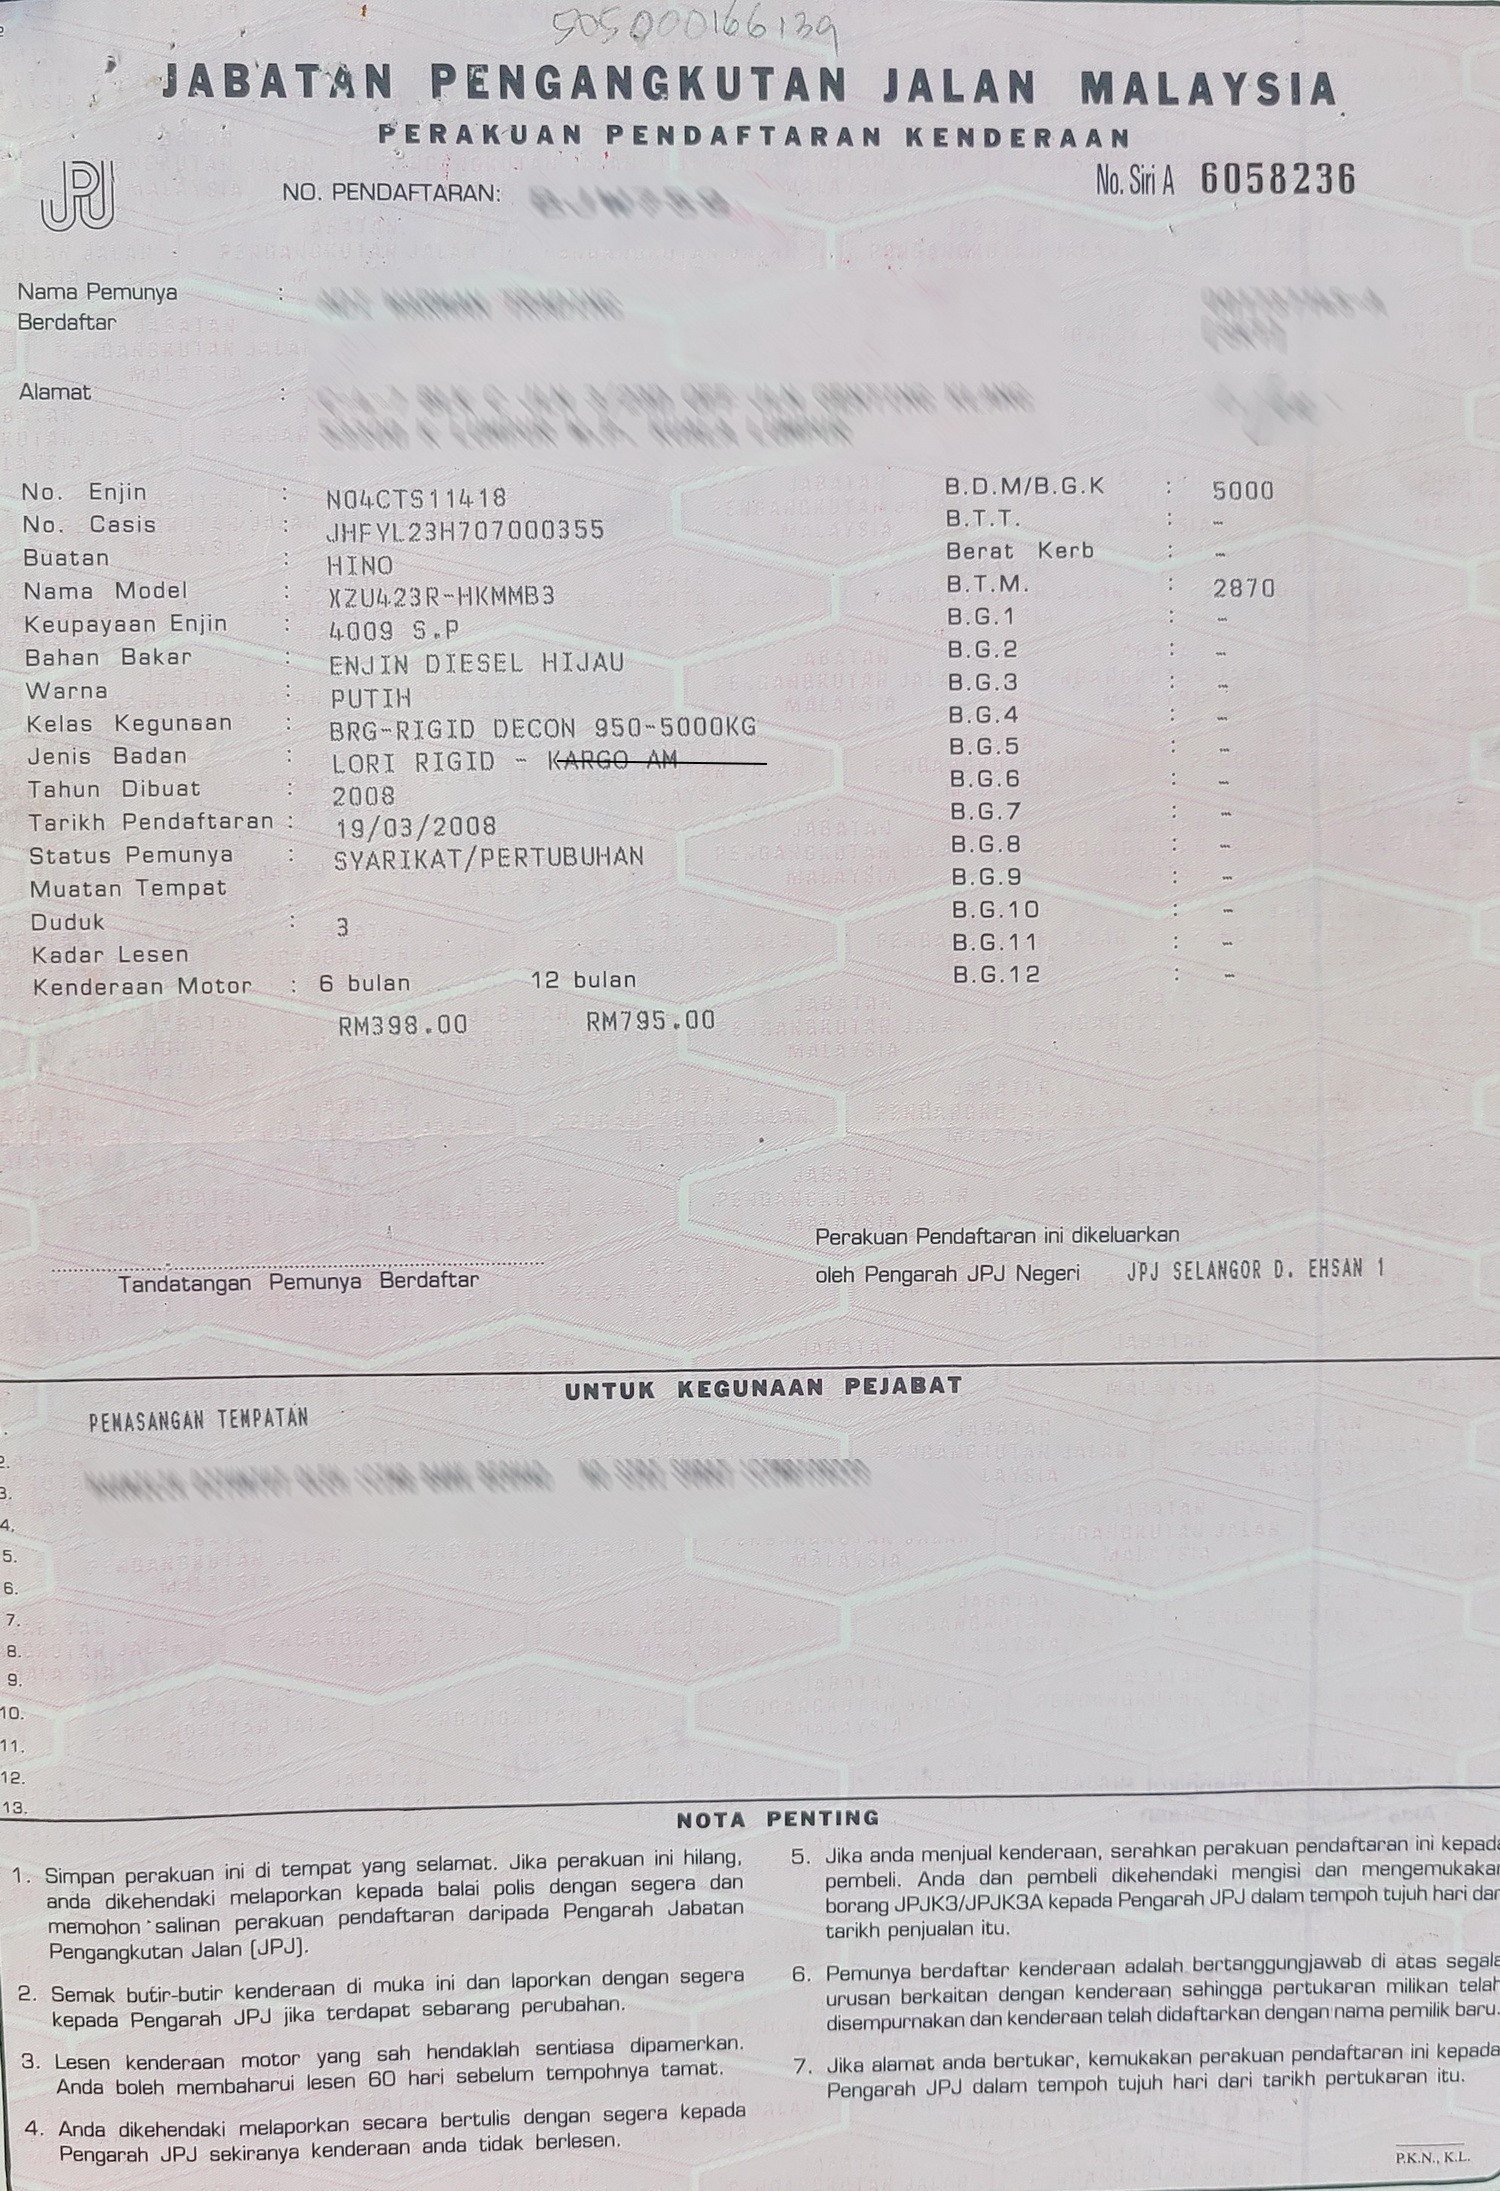 505000166139
JABATAN PENGANGKUTAN JALAN MALAYSIA
PERAKUAN PENDAFTARAN KENDERAAN
JPJ
NO. PENDAFTARAN:
No. Siri A 6058236
Nama Pemunya :
Berdaftar
Alamat :
No. Enjin : NO4CTS11418
No. Casis : JHFYL23H707000355
Buatan : HINO
Nama Model : XZU423R-HKMMB3
Keupayaan Enjin : 4009 S.P
Bahan Bakar : ENJIN DIESEL HIJAU
Warna : PUTIH
Kelas Kegunaan : BRG-RIGID DECON 950-5000KG
Jenis Badan : LORI RIGID - KARGO AM
Tahun Dibuat : 2008
Tarikh Pendaftaran : 19/03/2008
Status Pemunya : SYARIKAT/PERTUBUHAN
Muatan Tempat
Duduk : 3
Kadar Lesen
Kenderaan Motor : 6 bulan 12 bulan
RM398.00 RM795.00
B.D.M/B.G.K : 5000
B.T.T. : -
Berat Kerb : -
B.T.M. : 2870
B.G.1 : -
B.G.2 : -
B.G.3 : -
B.G.4 : -
B.G.5 : -
B.G.6 : -
B.G.7 : -
B.G.8 : -
B.G.9 : -
B.G.10 : -
B.G.11 : -
B.G.12 : -
Tandatangan Pemunya Berdaftar
Perakuan Pendaftaran ini dikeluarkan
oleh Pengarah JPJ Negeri JPJ SELANGOR D. EHSAN 1
UNTUK KEGUNAAN PEJABAT
PEMASANGAN TEMPATAN
2.
3.
4.
5.
6.
7.
8.
9.
10.
11.
12.
13.
NOTA PENTING
1. Simpan perakuan ini di tempat yang selamat. Jika perakuan ini hilang,
anda dikehendaki melaporkan kepada balai polis dengan segera dan
memohon salinan perakuan pendaftaran daripada Pengarah Jabatan
Pengangkutan Jalan (JPJ).
2. Semak butir-butir kenderaan di muka ini dan laporkan dengan segera
kepada Pengarah JPJ jika terdapat sebarang perubahan.
3. Lesen kenderaan motor yang sah hendaklah sentiasa dipamerkan.
Anda boleh membaharui lesen 60 hari sebelum tempohnya tamat.
4. Anda dikehendaki melaporkan secara bertulis dengan segera kepada
Pengarah JPJ sekiranya kenderaan anda tidak berlesen.
5. Jika anda menjual kenderaan, serahkan perakuan pendaftaran ini kepada
pembeli. Anda dan pembeli dikehendaki mengisi dan mengemukakan
borang JPJK3/JPJK3A kepada Pengarah JPJ dalam tempoh tujuh hari dari
tarikh penjualan itu.
6. Pemunya berdaftar kenderaan adalah bertanggungjawab di atas segala
urusan berkaitan dengan kenderaan sehingga pertukaran milikan telah
disempurnakan dan kenderaan telah didaftarkan dengan nama pemilik baru.
7. Jika alamat anda bertukar, kemukakan perakuan pendaftaran ini kepada
Pengarah JPJ dalam tempoh tujuh hari dari tarikh pertukaran itu.
P.K.N., K.L.